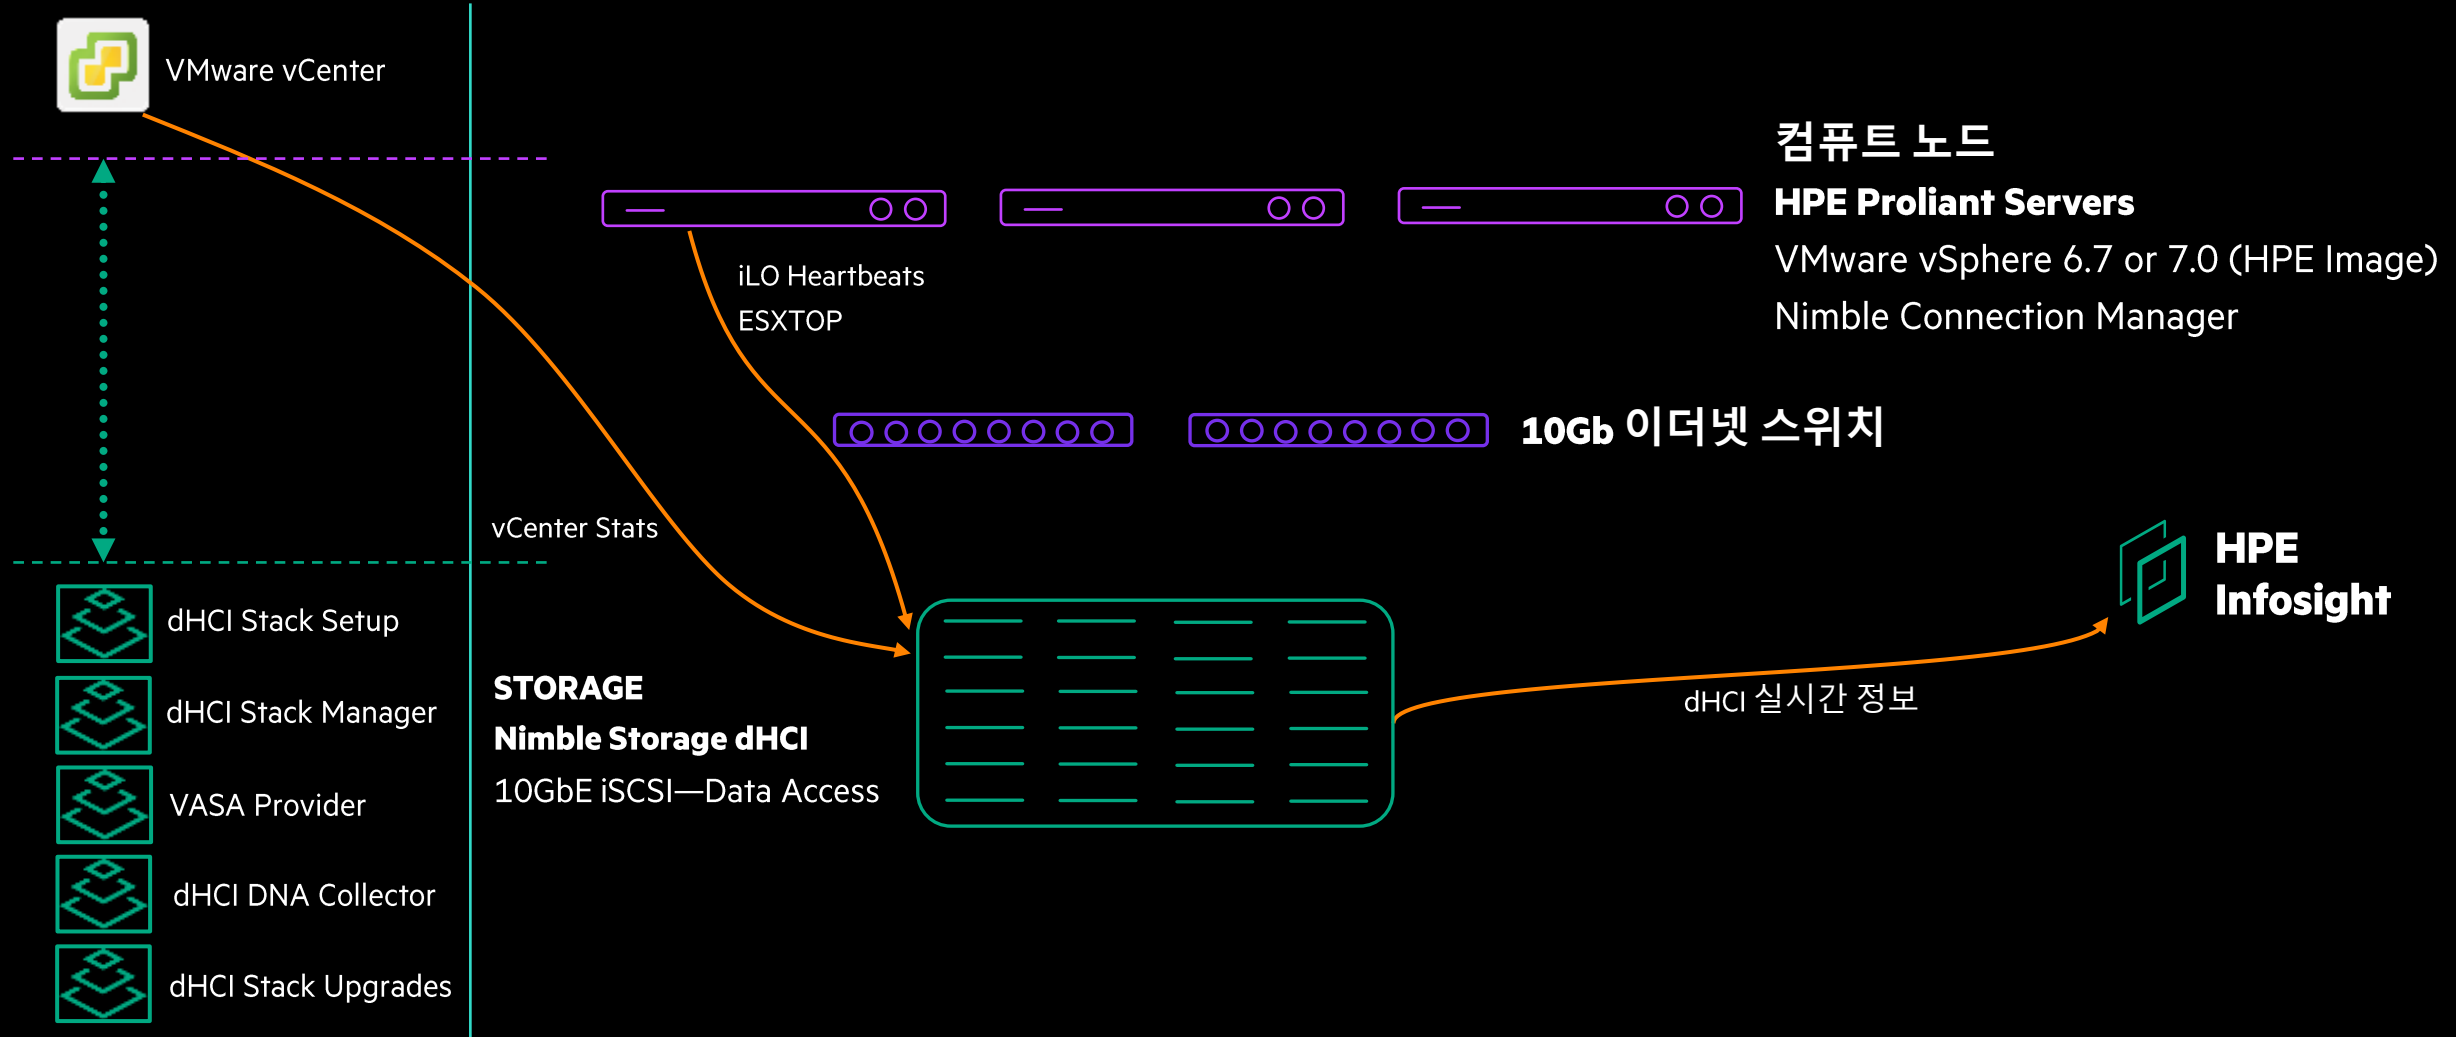 VMware vCenter
컴퓨트 노드
HPE Proliant Servers
VMware vSphere 6.7 or 7.0 (HPE Image)
Nimble Connection Manager
iLO Heartbeats
ESXTOP
10Gb 이더넷 스위치
vCenter Stats
HPE
Infosight
dHCI 실시간 정보
STORAGE
Nimble Storage dHCI
10GbE iSCSI—Data Access
dHCI Stack Setup
dHCI Stack Manager
VASA Provider
dHCI DNA Collector
dHCI Stack Upgrades